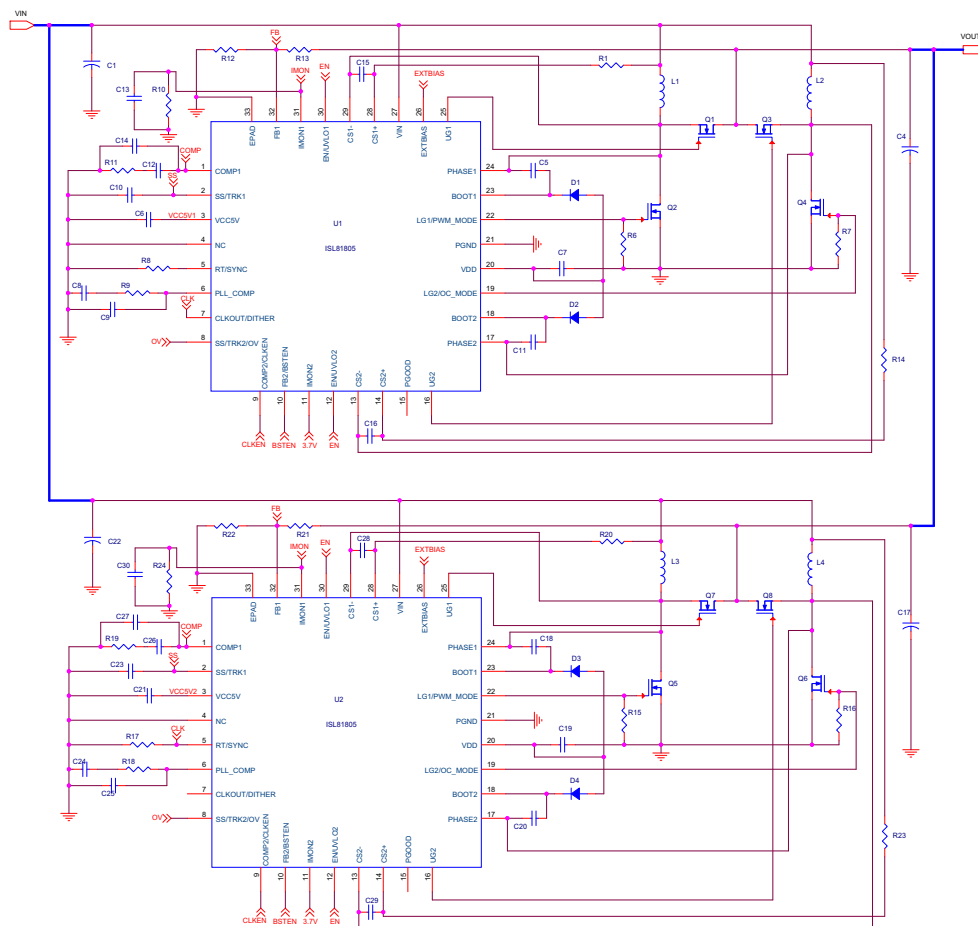 VIN
VOUT
FB
R12
R13
C1
IMON
EN
C15
R1
EXTBIAS
L1
L2
C13
R10
C4
33
32
31
30
29
28
27
26
25
EPAD
FB1
IMON1
EN/UVLO1
CS1-
CS1+
VIN
EXTBIAS
UG1
Q1
Q3
C14
R11
C12
COMP
1
COMP1
PHASE1
24
C5
SS
C10
2
SS/TRK1
BOOT1
23
D1
C6
VCC5V1
3
VCC5V
U1
LG1/PWM_MODE
22
Q2
Q4
R6
R7
4
NC
ISL81805
PGND
21
R8
5
RT/SYNC
VDD
20
C7
C8
R9
6
PLL_COMP
LG2/OC_MODE
19
C9
CLK
7
CLKOUT/DITHER
BOOT2
18
D2
OV
8
SS/TRK2/OV
PHASE2
17
C11
R14
COMP2/CLKEN
FB2/BSTEN
IMON2
EN/UVLO2
CS2-
CS2+
PGOOD
UG2
9
10
11
12
13
14
15
16
C16
CLKEN
BSTEN
3.7V
EN
FB
R22
R21
C22
IMON
EN
C28
R20
EXTBIAS
L3
L4
C30
R24
C17
33
32
31
30
29
28
27
26
25
EPAD
FB1
IMON1
EN/UVLO1
CS1-
CS1+
VIN
EXTBIAS
UG1
Q7
Q8
C27
R19
C26
COMP
1
COMP1
PHASE1
24
C18
SS
C23
2
SS/TRK1
BOOT1
23
D3
C21
VCC5V2
3
VCC5V
U2
LG1/PWM_MODE
22
Q5
Q6
R15
R16
4
NC
ISL81805
PGND
21
CLK
R17
5
RT/SYNC
VDD
20
C19
C24
R18
6
PLL_COMP
LG2/OC_MODE
19
C25
7
CLKOUT/DITHER
BOOT2
18
D4
OV
8
SS/TRK2/OV
PHASE2
17
C20
R23
COMP2/CLKEN
FB2/BSTEN
IMON2
EN/UVLO2
CS2-
CS2+
PGOOD
UG2
9
10
11
12
13
14
15
16
C29
CLKEN
BSTEN
3.7V
EN